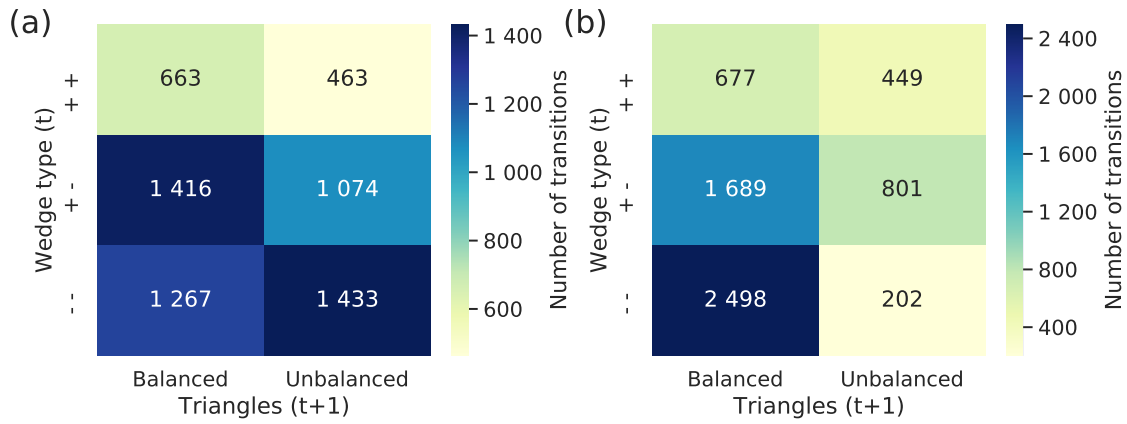 (a)
Wedge type (t)
+ +
+ -
- -
663
463
1 416
1 074
1 267
1 433
Balanced
Unbalanced
Triangles (t+1)
1 400
1 200
1 000
800
600
Number of transitions
(b)
Wedge type (t)
+ +
+ -
- -
677
449
1 689
801
2 498
202
Balanced
Unbalanced
Triangles (t+1)
2 400
2 000
1 600
1 200
800
400
Number of transitions